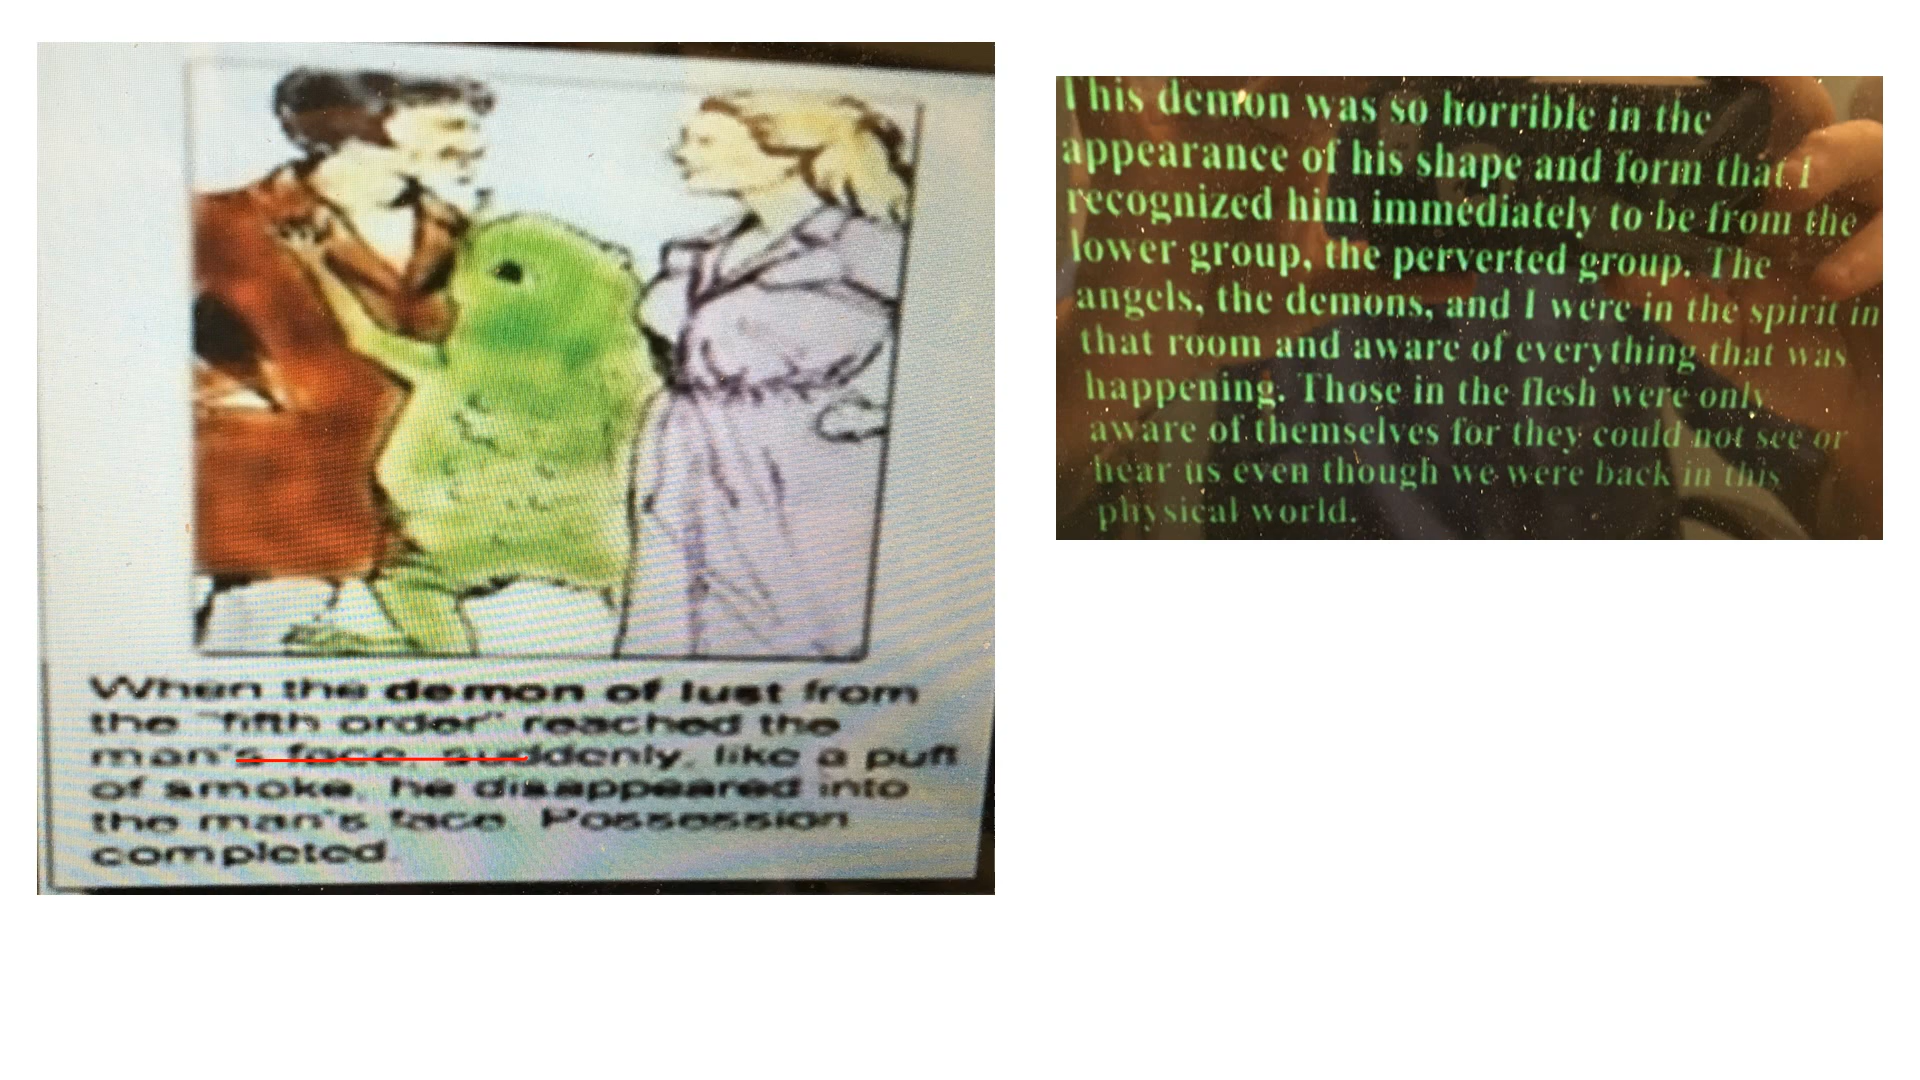 When the demon of lust from
the "fifth order" reached the
man's face, suddenly, like a puff
of smoke, he disappeared into
the man's face. Possession
completed.
This demon was so horrible in the
appearance of his shape and form that I
recognized him immediately to be from the
lower group, the perverted group. The
angels, the demons, and I were in the spirit in
that room and aware of everything that was
happening. Those in the flesh were only
aware of themselves for they could not see or
hear us even though we were back in this
physical world.